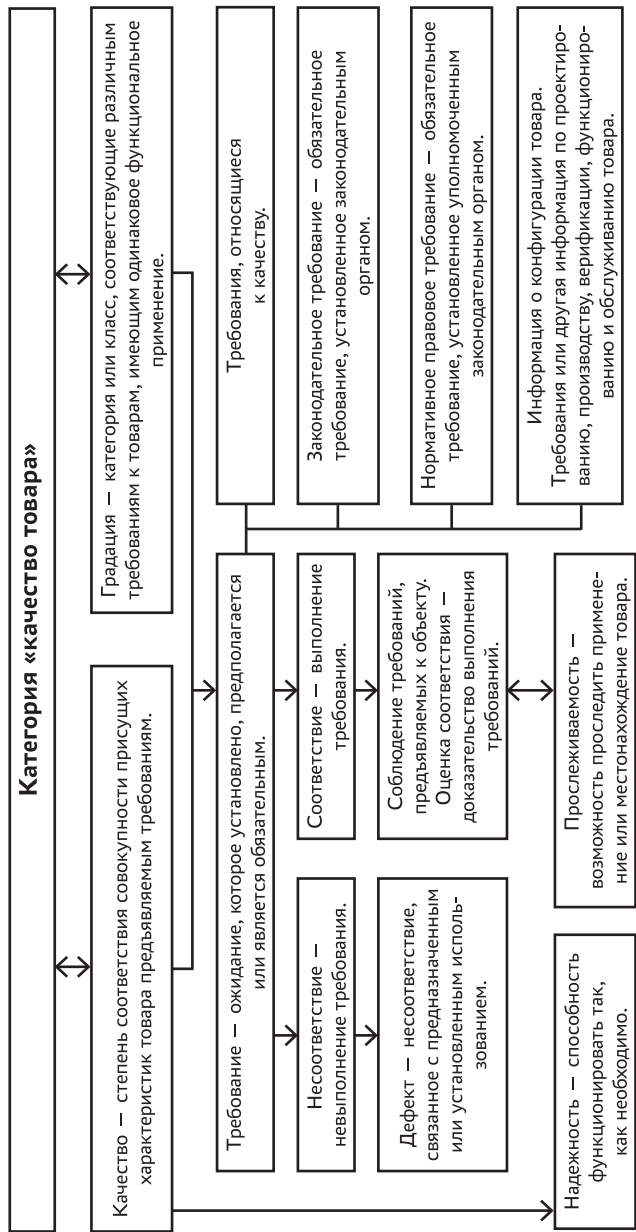 Категория «качество товара»
Качество — степень соответствия совокупности присущих
характеристик товара предъявляемым требованиям.
Градация — категория или класс, соответствующие различным
требованиям к товарам, имеющим одинаковое функциональное
применение.
Требование — ожидание, которое установлено, предполагается
или является обязательным.
Требования, относящиеся
к качеству.
Несоответствие —
невыполнение требования.
Соответствие — выполнение
требования.
Законодательное требование — обязательное
требование, установленное законодательным
органом.
Дефект — несоответствие,
связанное с предназначенным
или установленным исполь-
зованием.
Соблюдение требований,
предъявляемых к объекту.
Оценка соответствия —
доказательство выполнения
требований.
Нормативное правовое требование — обязательное
требование, установленное уполномоченным
законодательным органом.
Надежность — способность
функционировать так,
как необходимо.
Прослеживаемость —
возможность проследить примене-
ние или местонахождение товара.
Информация о конфигурации товара.
Требования или другая информация по проектиро-
ванию, производству, верификации, функциониро-
ванию и обслуживанию товара.